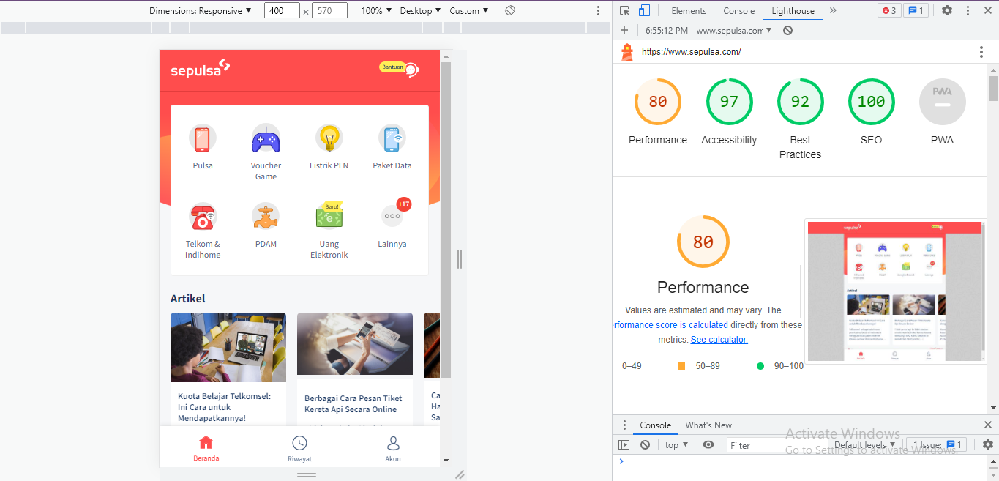 Dimensions: Responsive ▼ 400 × 570 100% ▼ Desktop ▼ Custom ▼
sepulsa
Bantuan
Pulsa
Voucher
Game
Listrik PLN
Paket Data
Telkom &
Indihome
PDAM
Baru!
Uang
Elektronik
+17
Lainnya
Artikel
Kuota Belajar Telkomsel:
Ini Cara untuk
Mendapatkannya!
Berbagai Cara Pesan Tiket
Kereta Api Secara Online
Ca
Ha
Sa
Beranda
Riwayat
Akun
Elements Console Lighthouse » 3 1
+ 6:55:12 PM - www.sepulsa.com ▼
https://www.sepulsa.com/
80
Performance
97
Accessibility
92
Best
Practices
100
SEO
PWA
PWA
80
Performance
Values are estimated and may vary. The
erformance score is calculated directly from these
metrics. See calculator.
0–49 50–89 90–100
sepulsa
Artikel
Console What's New
top ▼ Filter Default levels ▼ 1 Issue: 1
Activate Windows
Go to Settings to activate Windows.